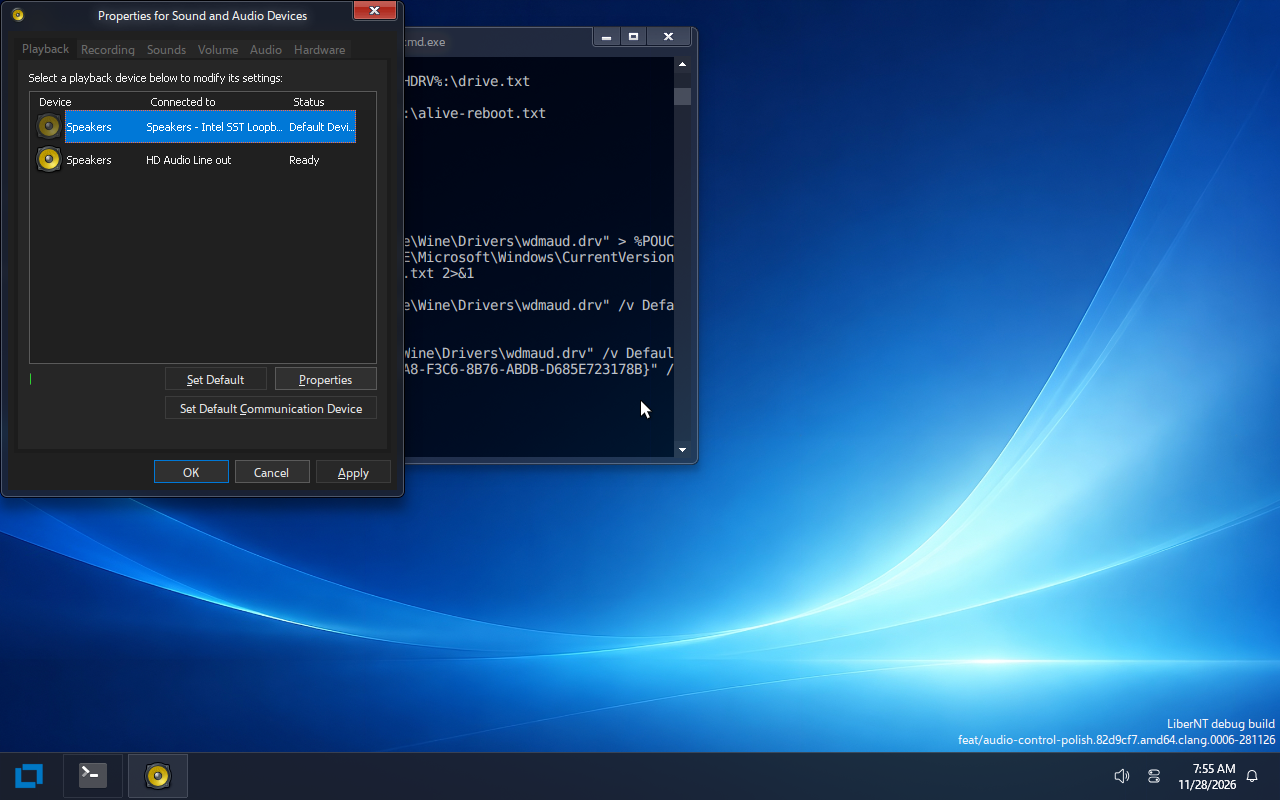 Properties for Sound and Audio Devices
Playback Recording Sounds Volume Audio Hardware
Select a playback device below to modify its settings:
Device Connected to Status
Speakers Speakers - Intel SST Loopb... Default Devi...
Speakers HD Audio Line out Ready
Set Default Properties
Set Default Communication Device
OK Cancel Apply
cmd.exe
HDRV%:\drive.txt
:\alive-reboot.txt
e\Wine\Drivers\wdmaud.drv" > %POUC
E\Microsoft\Windows\CurrentVersion
.txt 2>&1
e\Wine\Drivers\wdmaud.drv" /v Defa
Wine\Drivers\wdmaud.drv" /v Defaul
A8-F3C6-8B76-ABDB-D685E723178B}" /
LiberNT debug build
feat/audio-control-polish.82d9cf7.amd64.clang.0006-281126
7:55 AM
11/28/2026